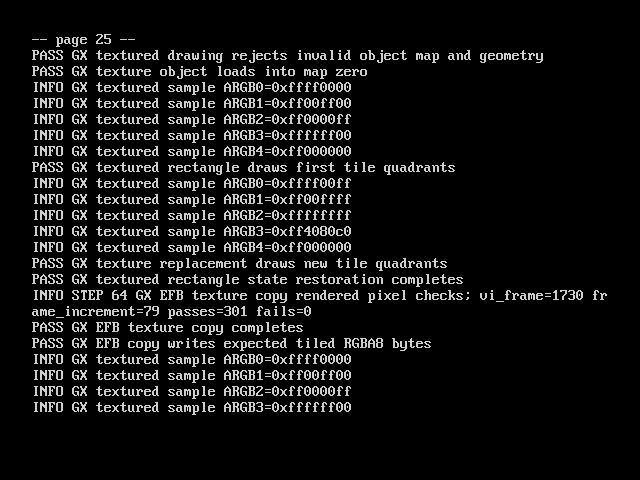 -- page 25 --
PASS GX textured drawing rejects invalid object map and geometry
PASS GX texture object loads into map zero
INFO GX textured sample ARGB0=0xffff0000
INFO GX textured sample ARGB1=0xff00ff00
INFO GX textured sample ARGB2=0xff0000ff
INFO GX textured sample ARGB3=0xffffff00
INFO GX textured sample ARGB4=0xff000000
PASS GX textured rectangle draws first tile quadrants
INFO GX textured sample ARGB0=0xffff00ff
INFO GX textured sample ARGB1=0xff00ffff
INFO GX textured sample ARGB2=0xffffffff
INFO GX textured sample ARGB3=0xff4080c0
INFO GX textured sample ARGB4=0xff000000
PASS GX texture replacement draws new tile quadrants
PASS GX textured rectangle state restoration completes
INFO STEP 64 GX EFB texture copy rendered pixel checks; vi_frame=1730 fr
ame_increment=79 passes=301 fails=0
PASS GX EFB texture copy completes
PASS GX EFB copy writes expected tiled RGBA8 bytes
INFO GX textured sample ARGB0=0xffff0000
INFO GX textured sample ARGB1=0xff00ff00
INFO GX textured sample ARGB2=0xff0000ff
INFO GX textured sample ARGB3=0xffffff00